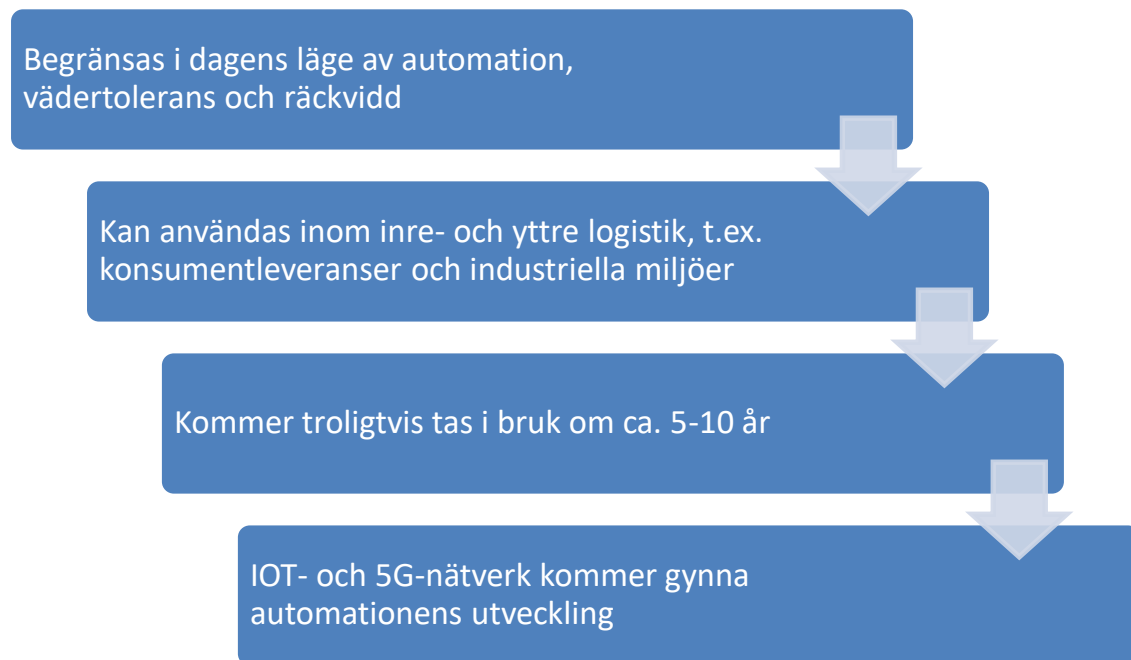 Begränsas i dagens läge av automation,
vädertolerans och räckvidd
Kan användas inom inre- och yttre logistik, t.ex.
konsumentleveranser och industriella miljöer
Kommer troligtvis tas i bruk om ca. 5-10 år
IOT- och 5G-nätverk kommer gynna
automationens utveckling